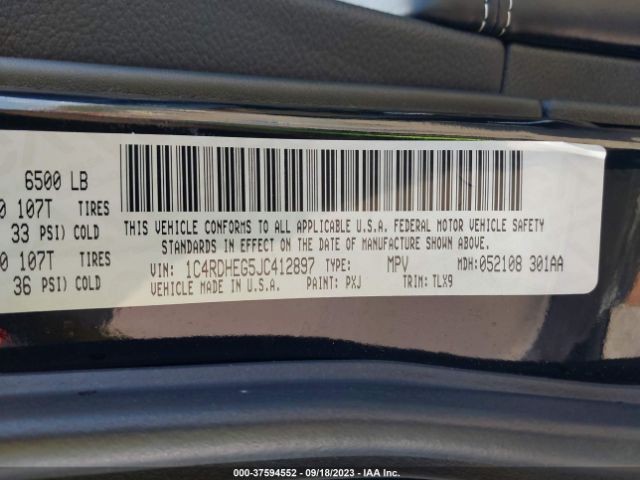 6500 LB
0 107T TIRES
33 PSI) COLD
0 107T TIRES
36 PSI) COLD
THIS VEHICLE CONFORMS TO ALL APPLICABLE U.S.A. FEDERAL MOTOR VEHICLE SAFETY
STANDARDS IN EFFECT ON THE DATE OF MANUFACTURE SHOWN ABOVE.
VIN: 1C4RDHEG5JC412897 TYPE: MPV MDH:052108 301AA
VEHICLE MADE IN U.S.A. PAINT: PXJ TRIM: TLX9
000-37594552 - 09/18/2023 - IAA Inc.